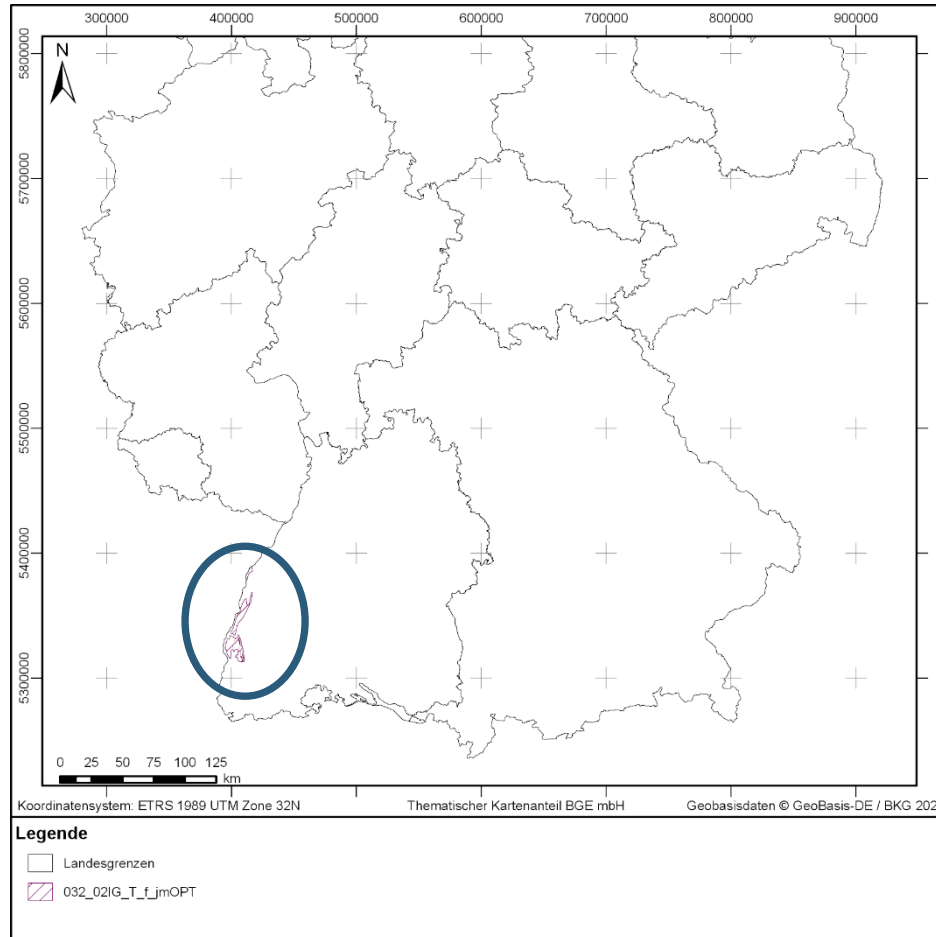 300000 400000 500000 600000 700000 800000 900000
5800000
5700000
5600000
5500000
5400000
5300000
N
0 25 50 75 100 125
km
Koordinatensystem: ETRS 1989 UTM Zone 32N Thematischer Kartenanteil BGE mbH Geobasisdaten © GeoBasis-DE / BKG 202
Legende
Landesgrenzen
032_02IG_T_f_jmOPT